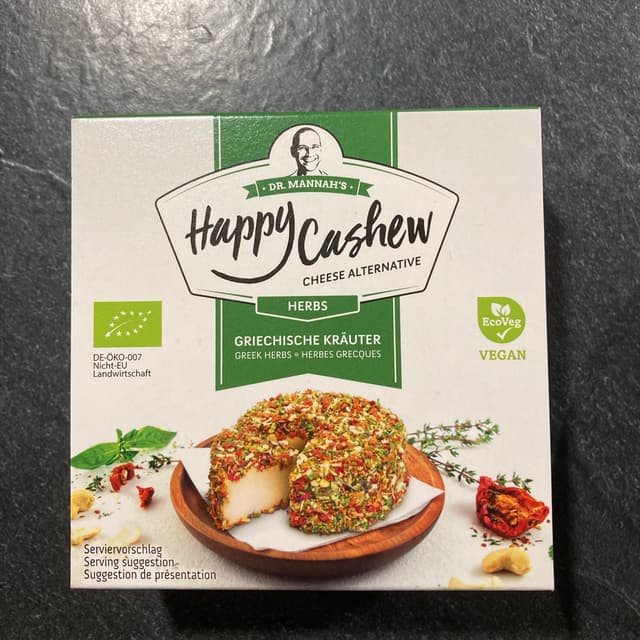 DR. MANNAH'S
Happy Cashew
CHEESE ALTERNATIVE
HERBS
GRIECHISCHE KRÄUTER
GREEK HERBS • HERBES GRECQUES
DE-ÖKO-007
Nicht-EU
Landwirtschaft
EcoVeg
VEGAN
Serviervorschlag
Serving suggestion
Suggestion de présentation